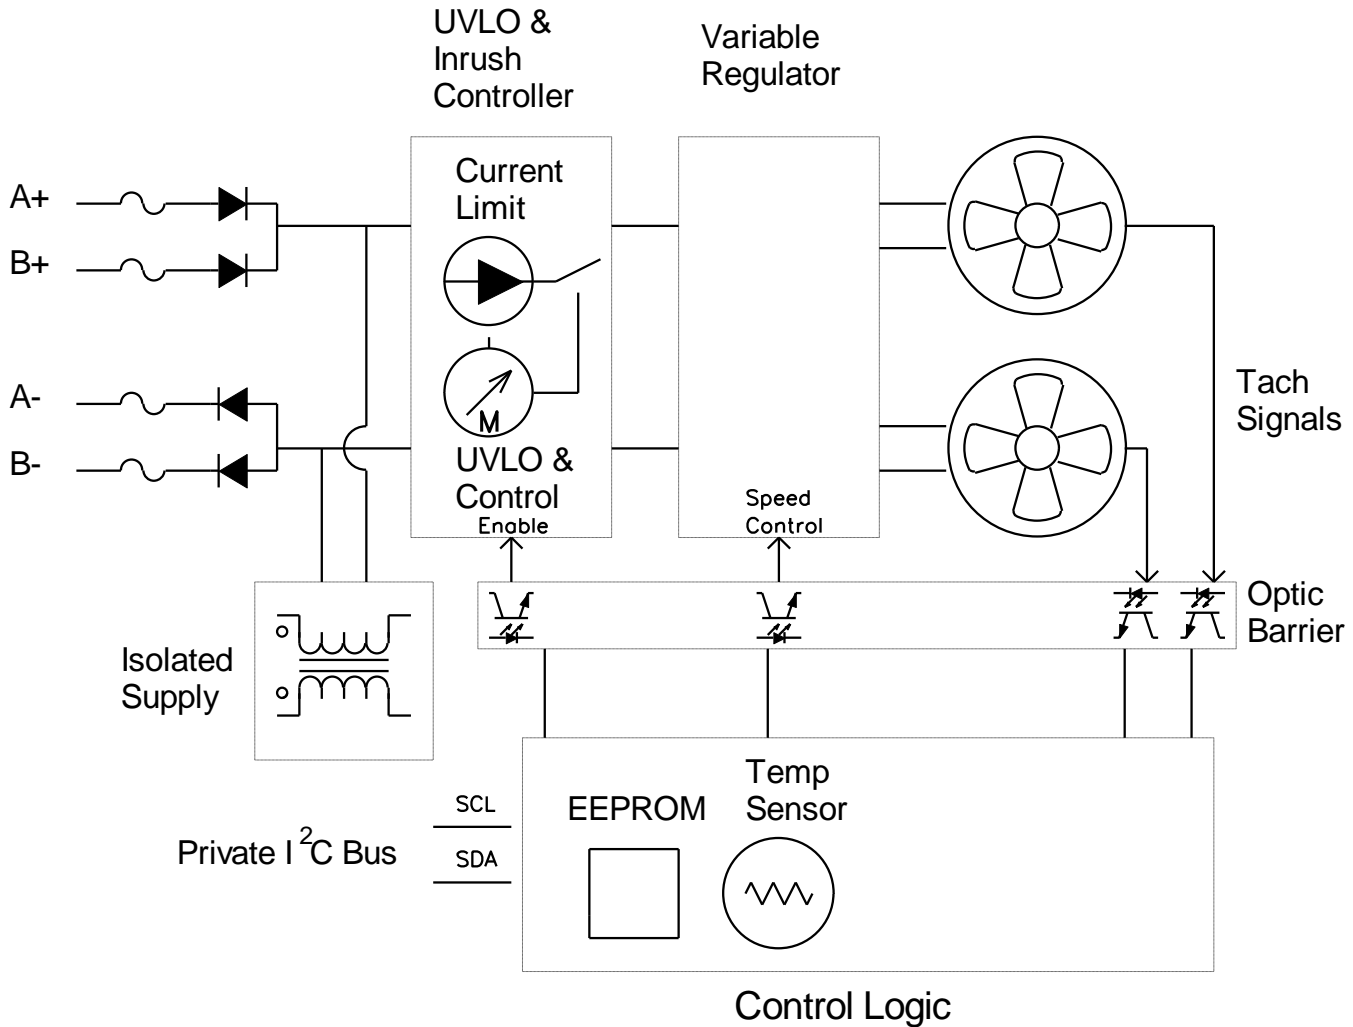 UVLO &
Inrush
Controller
Variable
Regulator
Current
Limit
A+
B+
A-
B-
M
UVLO &
Control
Enable
Speed
Control
Tach
Signals
Optic
Barrier
Isolated
Supply
Temp
Sensor
EEPROM
SCL
Private I²C Bus
SDA
Control Logic